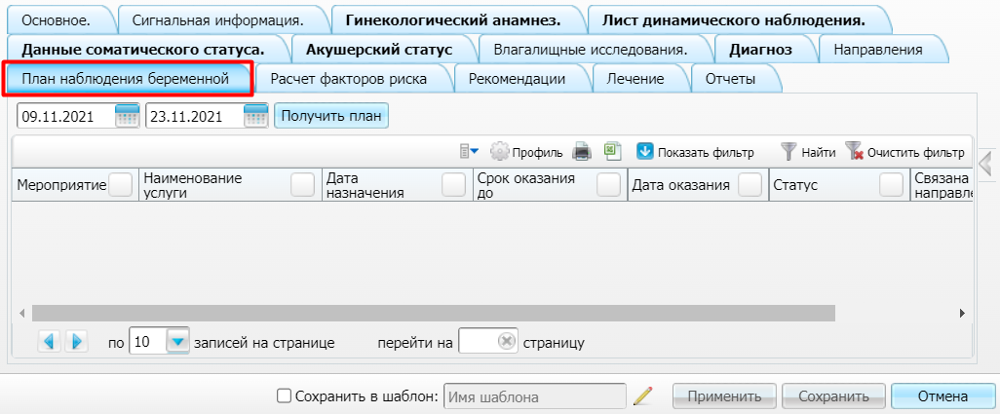 Основное. Сигнальная информация. Гинекологический анамнез. Лист динамического наблюдения.
Данные соматического статуса. Акушерский статус Влагалищные исследования. Диагноз Направления
План наблюдения беременной Расчет факторов риска Рекомендации Лечение Отчеты
09.11.2021 23.11.2021 Получить план
Профиль Показать фильтр Найти Очистить фильтр
Мероприятие Наименование услуги Дата назначения Срок оказания до Дата оказания Статус Связана направле
по 10 записей на странице перейти на страницу
Сохранить в шаблон: Имя шаблона Применить Сохранить Отмена